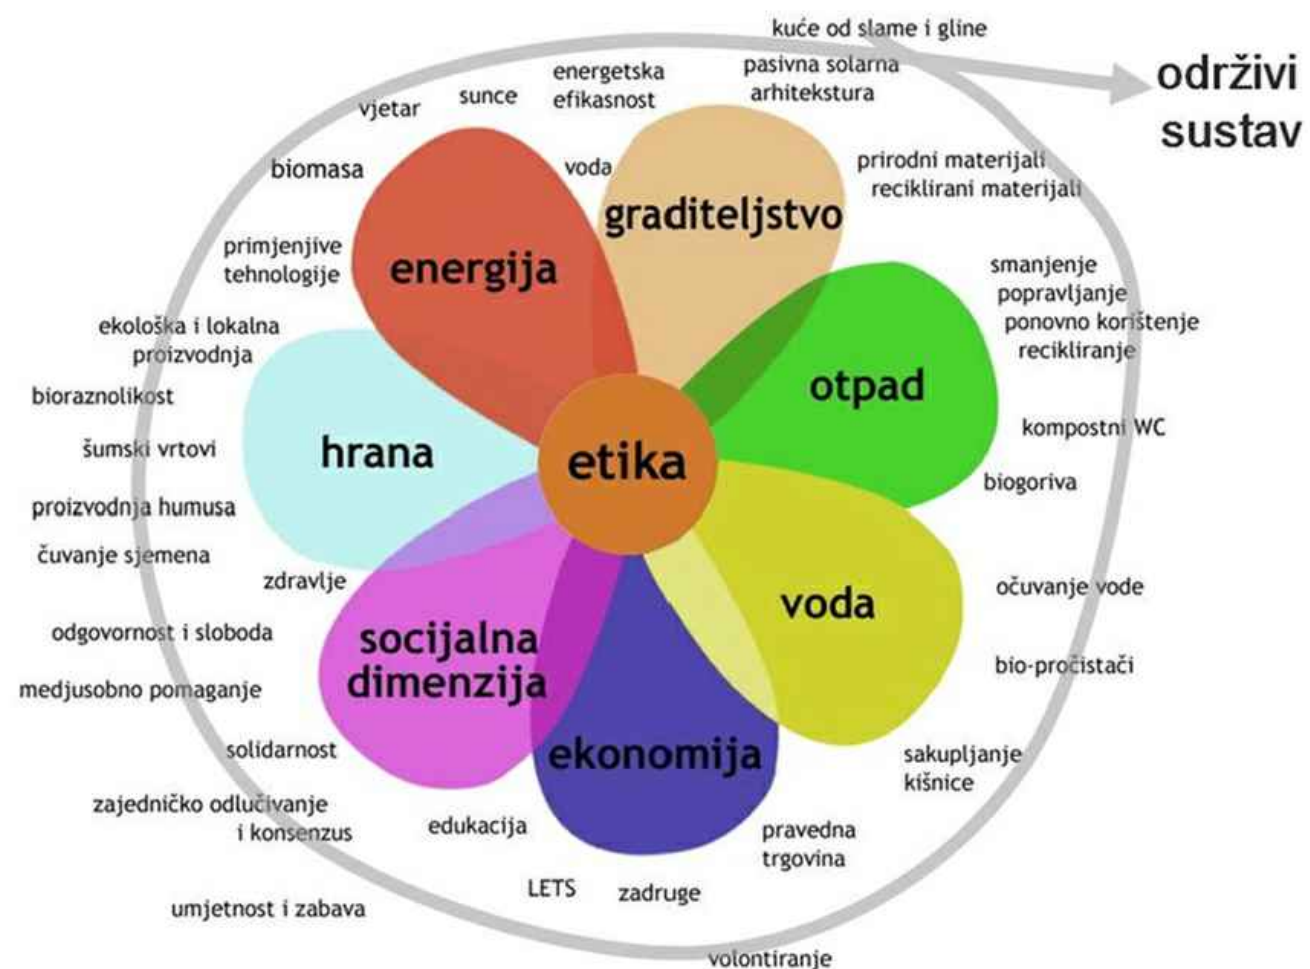 kuće od slame i gline
pasivna solarna
arhitekstura
održivi
sustav
energetska
efikasnost
sunce
vjetar
biomasa
voda
prirodni materijali
reciklirani materijali
graditeljstvo
primjenjive
tehnologije
energija
smanjenje
popravljanje
ponovno korištenje
recikliranje
ekološka i lokalna
proizvodnja
otpad
bioraznolikost
kompostni WC
šumski vrtovi
hrana
etika
biogoriva
proizvodnja humusa
čuvanje sjemena
zdravlje
očuvanje vode
voda
odgovornost i sloboda
socijalna
dimenzija
bio-pročistači
medjusobno pomaganje
solidarnost
ekonomija
sakupljanje
kišnice
zajedničko odlučivanje
i konsenzus
edukacija
pravedna
trgovina
LETS
zadruge
umjetnost i zabava
volontiranje